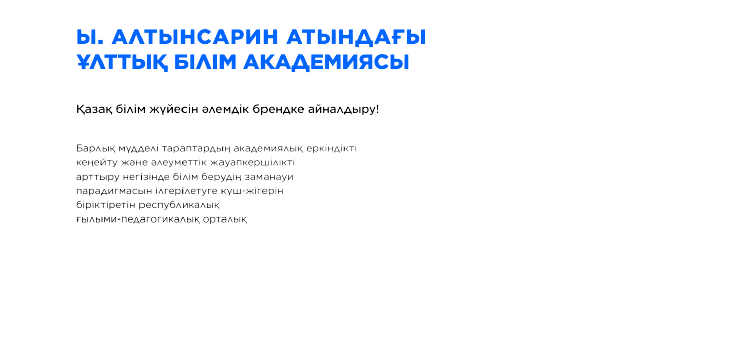 Ы. АЛТЫНСАРИН АТЫНДАҒЫ
ҰЛТТЫҚ БІЛІМ АКАДЕМИЯСЫ
Қазақ білім жүйесін әлемдік брендке айналдыру!
Барлық мүдделі тараптардың академиялық еркіндікті
кеңейту және әлеуметтік жауапкершілікті
арттыру негізінде білім берудің заманауи
парадигмасын ілгерілетуге күш-жігерін
біріктіретін республикалық
ғылыми-педагогикалық орталық